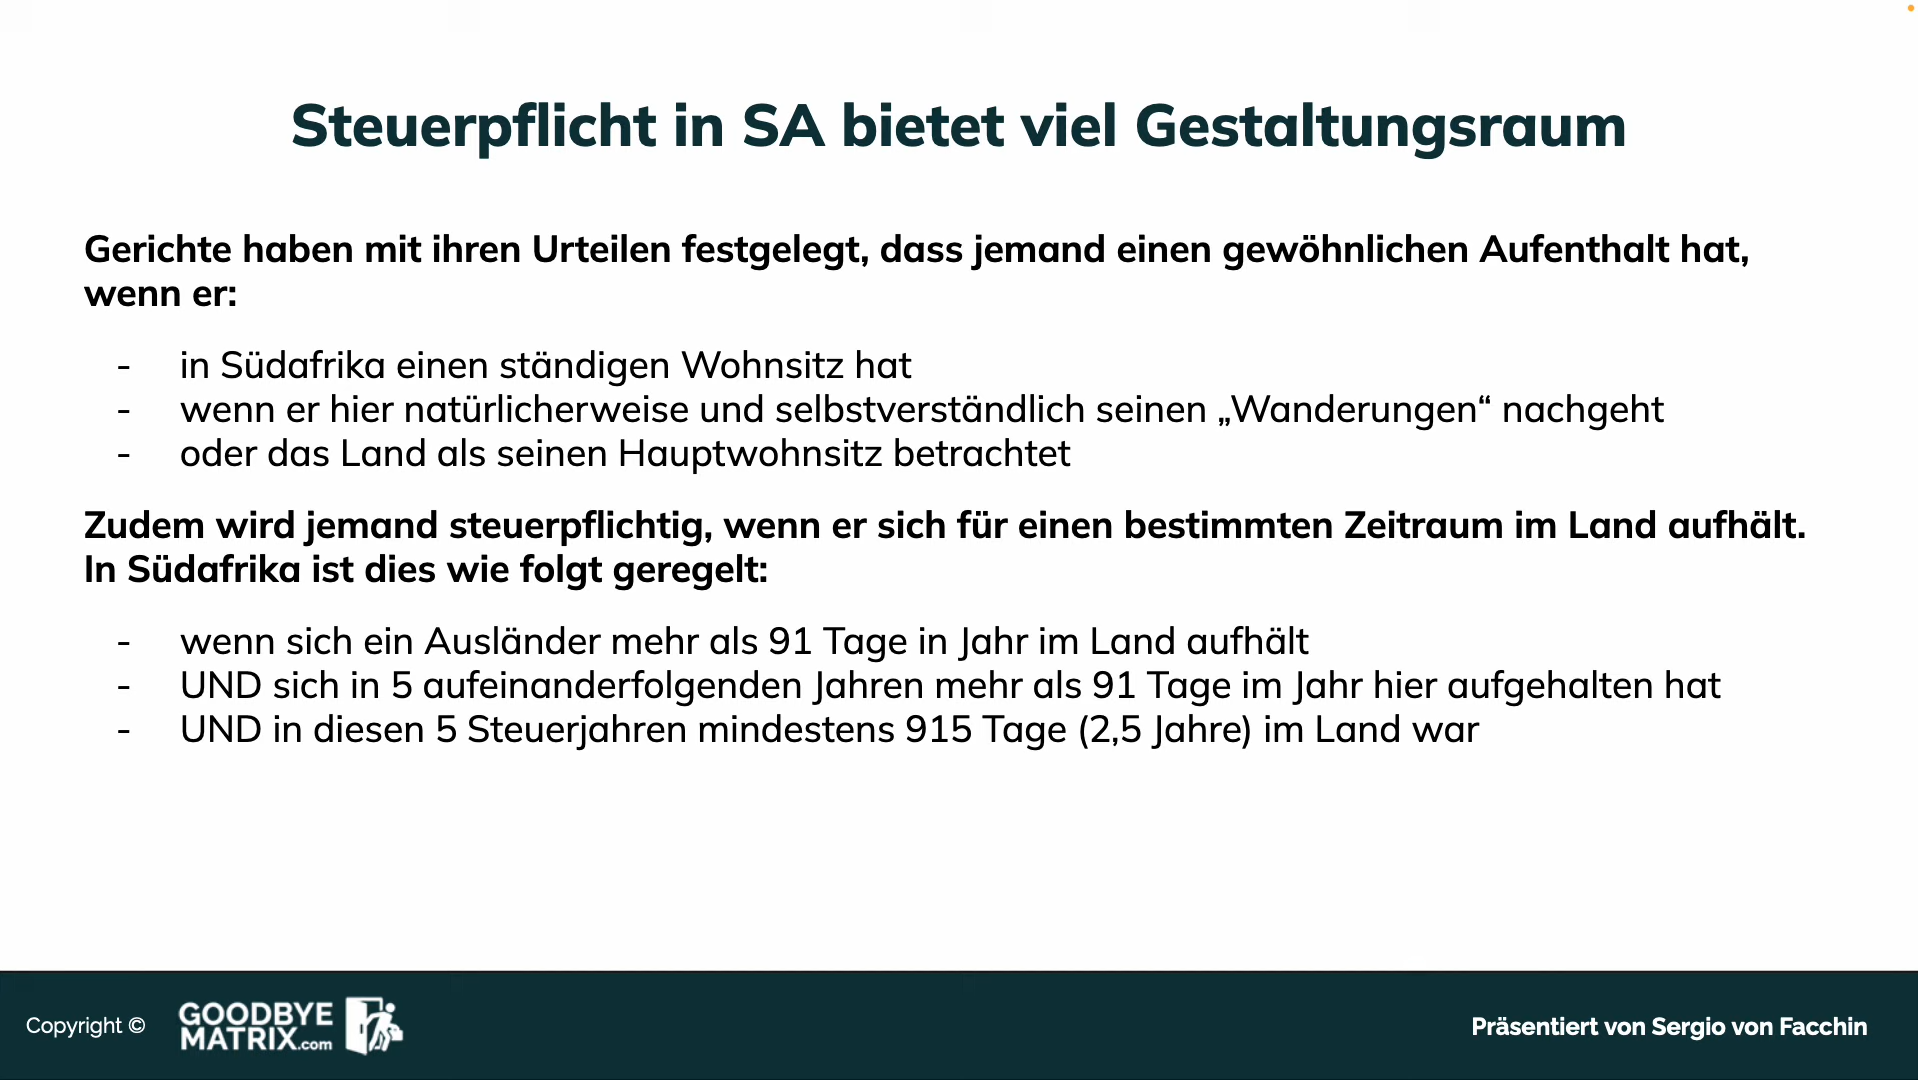 Steuerpflicht in SA bietet viel Gestaltungsraum
Gerichte haben mit ihren Urteilen festgelegt, dass jemand einen gewöhnlichen Aufenthalt hat,
wenn er:
- in Südafrika einen ständigen Wohnsitz hat
- wenn er hier natürlicherweise und selbstverständlich seinen „Wanderungen“ nachgeht
- oder das Land als seinen Hauptwohnsitz betrachtet
Zudem wird jemand steuerpflichtig, wenn er sich für einen bestimmten Zeitraum im Land aufhält.
In Südafrika ist dies wie folgt geregelt:
- wenn sich ein Ausländer mehr als 91 Tage in Jahr im Land aufhält
- UND sich in 5 aufeinanderfolgenden Jahren mehr als 91 Tage im Jahr hier aufgehalten hat
- UND in diesen 5 Steuerjahren mindestens 915 Tage (2,5 Jahre) im Land war
Copyright ©
GOODBYE
MATRIX.com
Präsentiert von Sergio von Facchin